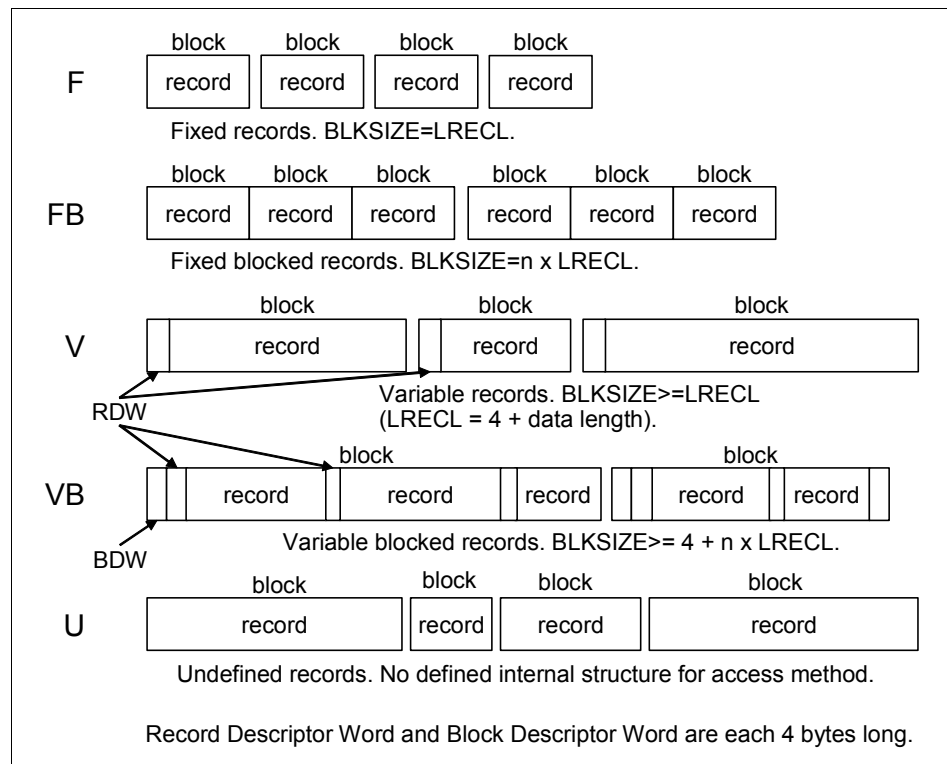 block block block block
F record record record record
Fixed records. BLKSIZE=LRECL.
block block block block block block
FB record record record record record record
Fixed blocked records. BLKSIZE=n x LRECL.
block block block
V record record record
Variable records. BLKSIZE>=LRECL
(LRECL = 4 + data length).
RDW
block block
VB record record record record record
Variable blocked records. BLKSIZE>= 4 + n x LRECL.
BDW
block block block block
U record record record record
Undefined records. No defined internal structure for access method.
Record Descriptor Word and Block Descriptor Word are each 4 bytes long.